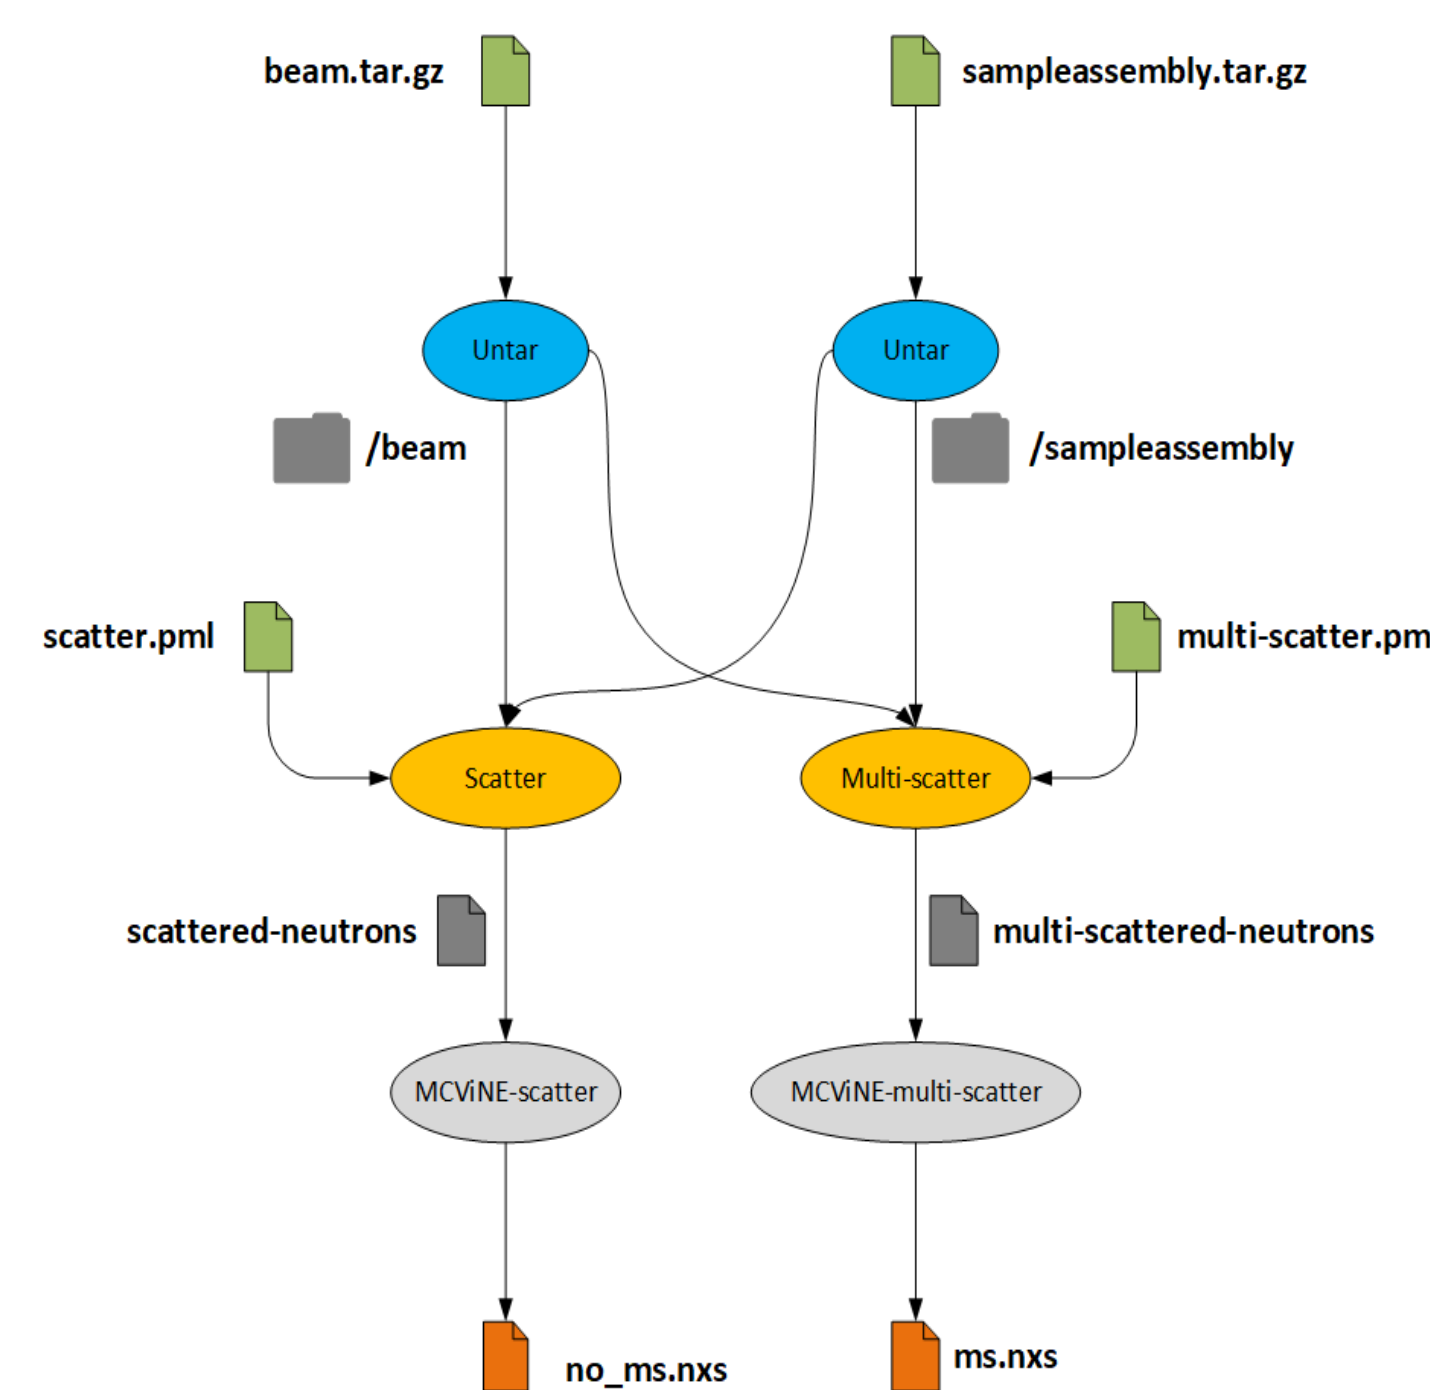 beam.tar.gz
sampleassembly.tar.gz
Untar
Untar
/beam
/sampleassembly
scatter.pml
multi-scatter.pm
Scatter
Multi-scatter
scattered-neutrons
multi-scattered-neutrons
MCViNE-scatter
MCViNE-multi-scatter
no_ms.nxs
ms.nxs